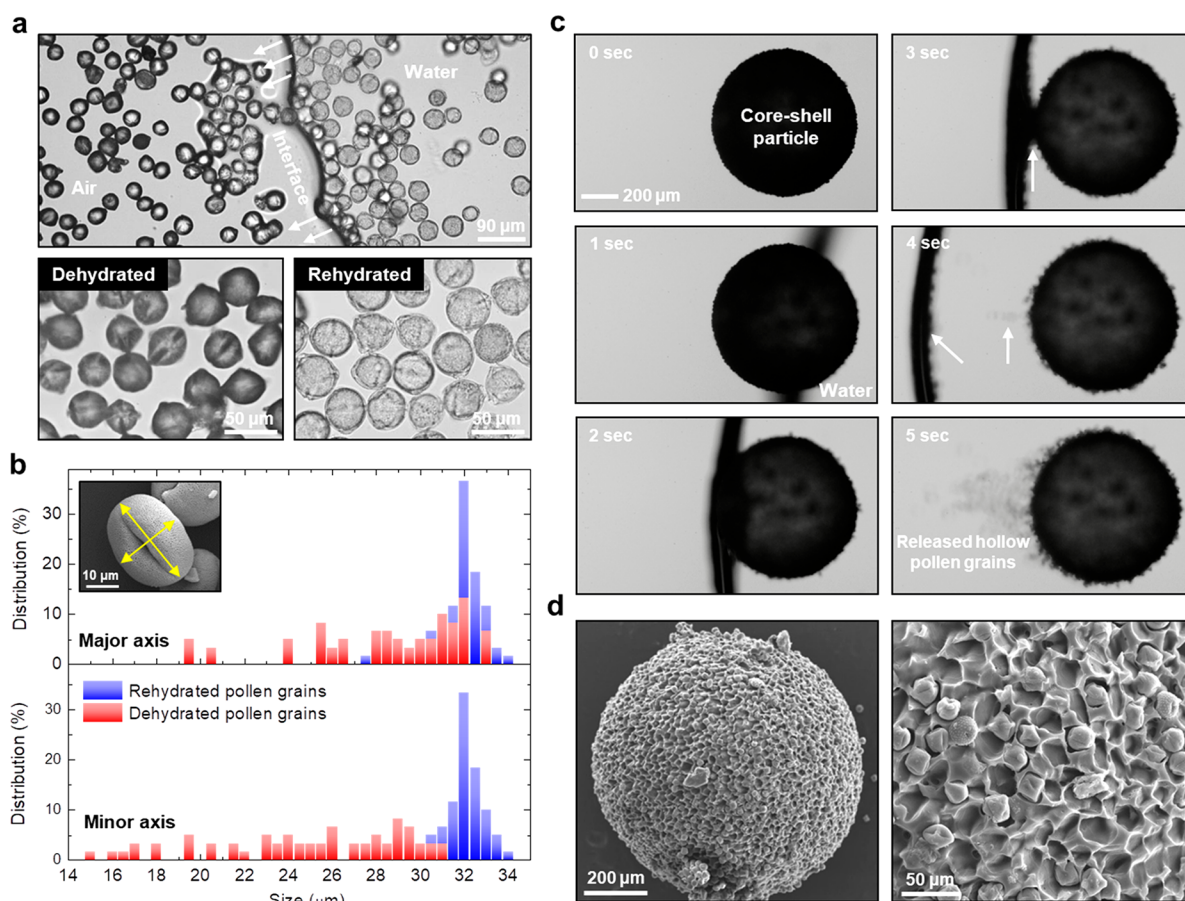 a
Air
Interface
Water
90 µm
Dehydrated
50 µm
Rehydrated
50 µm
b
Distribution (%)
30
20
10
0
10 µm
Major axis
Distribution (%)
30
20
10
0
Rehydrated pollen grains
Dehydrated pollen grains
Minor axis
14 16 18 20 22 24 26 28 30 32 34
c
0 sec
Core-shell
particle
200 µm
1 sec
Water
2 sec
3 sec
4 sec
5 sec
Released hollow
pollen grains
d
200 µm
50 µm